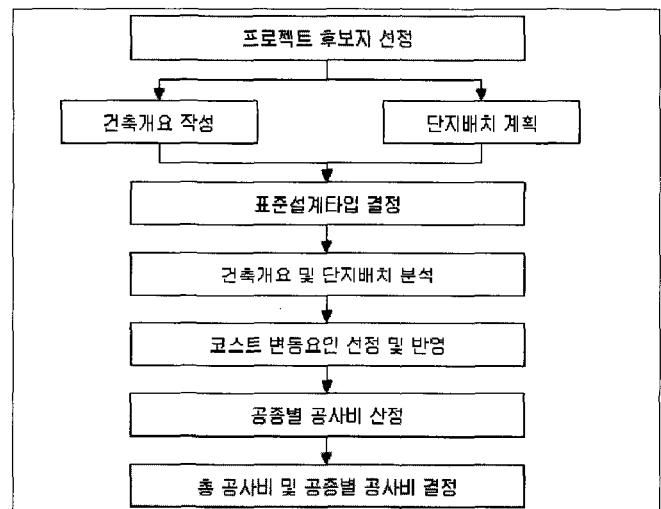 프로젝트 후보지 선정
건축개요 작성
단지배치 계획
표준설계타입 결정
건축개요 및 단지배치 분석
코스트 변동요인 선정 및 반영
공종별 공사비 산정
총 공사비 및 공종별 공사비 결정